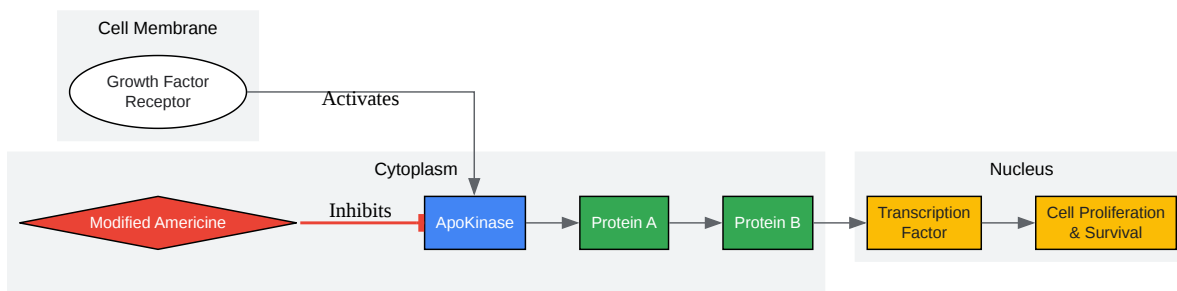 Cell Membrane
Growth Factor
Receptor
Activates
Cytoplasm
Modified Americine
Inhibits
ApoKinase
Protein A
Protein B
Nucleus
Transcription
Factor
Cell Proliferation
& Survival